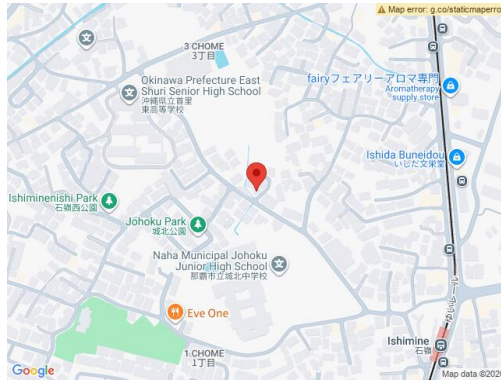 Map error: g.co/staticmaperro
3 CHOME
3丁目
Okinawa Prefecture East
Shuri Senior High School
沖縄県立首里
東高等学校
fairyフェアリーアロマ専門
Aromatherapy
supply store
Ishida Buneidou
いしだ文栄堂
Ishiminenishi Park
石嶺西公園
Johoku Park
城北公園
Naha Municipal Johoku
Junior High School
那覇市立城北中学校
Eve One
Ishimine
石嶺
1 CHOME
1丁目
Google
Map data ©2026